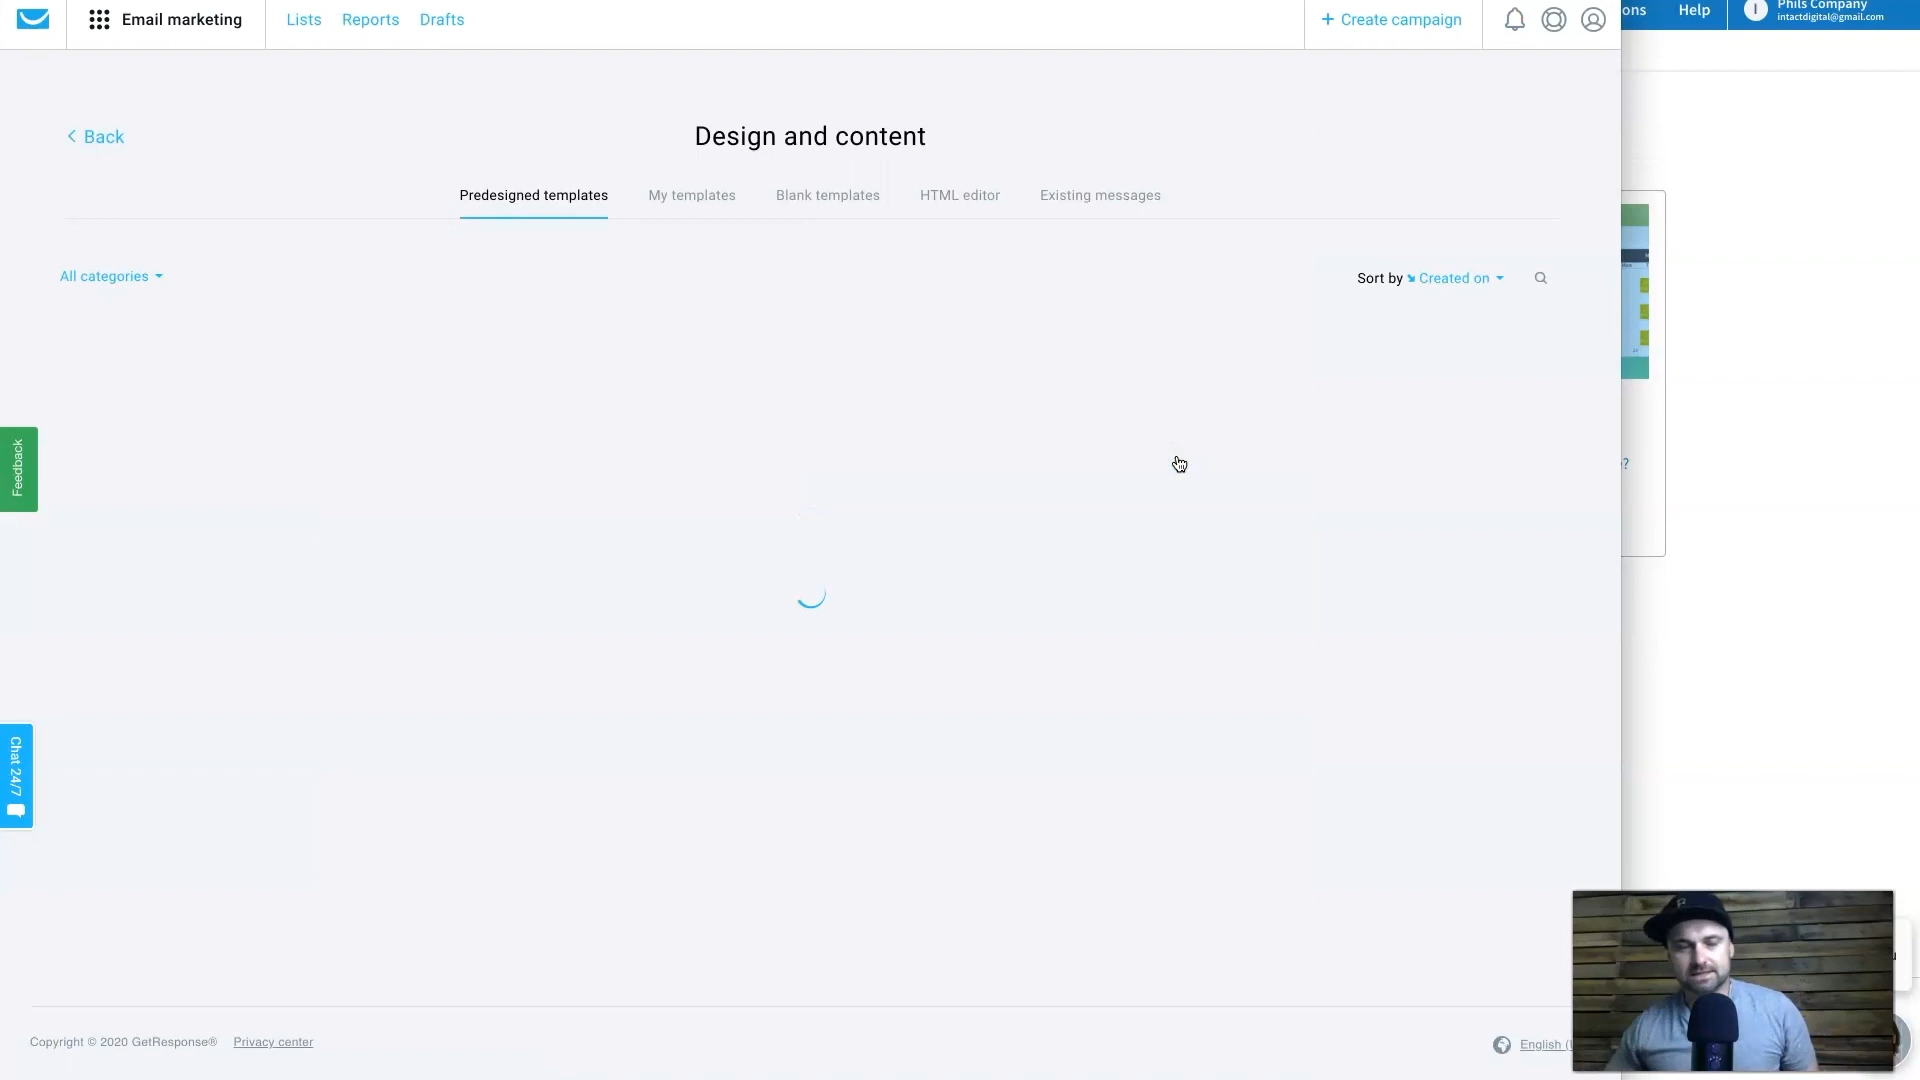 Email marketing
Lists
Reports
Drafts
+ Create campaign
Help
I
Phils Company
intactdigital@gmail.com
Back
Design and content
Predesigned templates
My templates
Blank templates
HTML editor
Existing messages
All categories
Sort by
Created on
?
Feedback
Chat 24/7
Copyright © 2020 GetResponse®
Privacy center
English